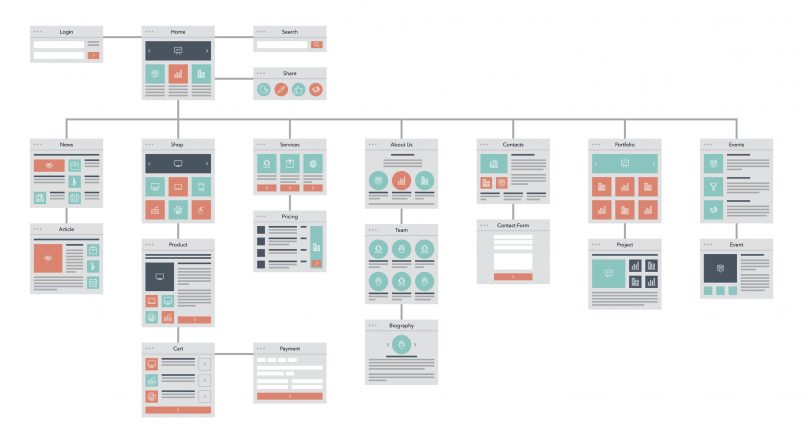 Login
Home
Search
Share
News
Shop
Services
About Us
Contacts
Portfolio
Events
Article
Product
Pricing
Team
Contact Form
Project
Event
Biography
Cart
Payment